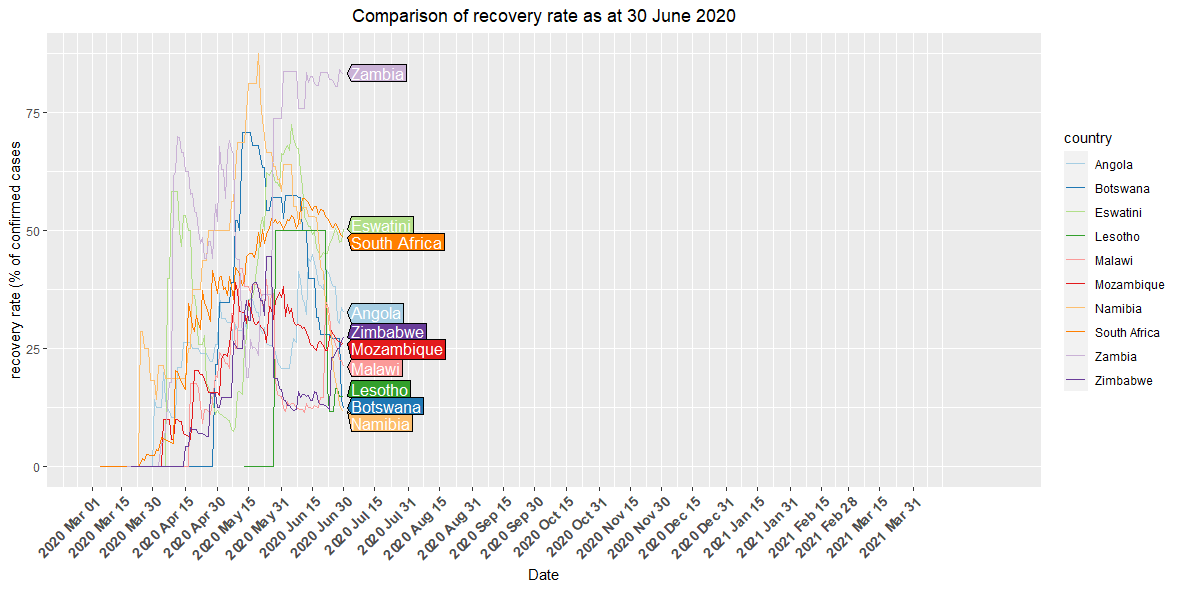 Comparison of recovery rate as at 30 June 2020
recovery rate (% of confirmed cases
75
50
25
0
Zambia
Eswatini
South Africa
Angola
Zimbabwe
Mozambique
Malawi
Lesotho
Botswana
Namibia
2020 Mar 01
2020 Mar 15
2020 Mar 30
2020 Apr 15
2020 Apr 30
2020 May 15
2020 May 31
2020 Jun 15
2020 Jun 30
2020 Jul 15
2020 Jul 31
2020 Aug 15
2020 Aug 31
2020 Sep 15
2020 Sep 30
2020 Oct 15
2020 Oct 31
2020 Nov 15
2020 Nov 30
2020 Dec 15
2020 Dec 31
2021 Jan 15
2021 Jan 31
2021 Feb 15
2021 Feb 28
2021 Mar 15
2021 Mar 31
Date
country
Angola
Botswana
Eswatini
Lesotho
Malawi
Mozambique
Namibia
South Africa
Zambia
Zimbabwe